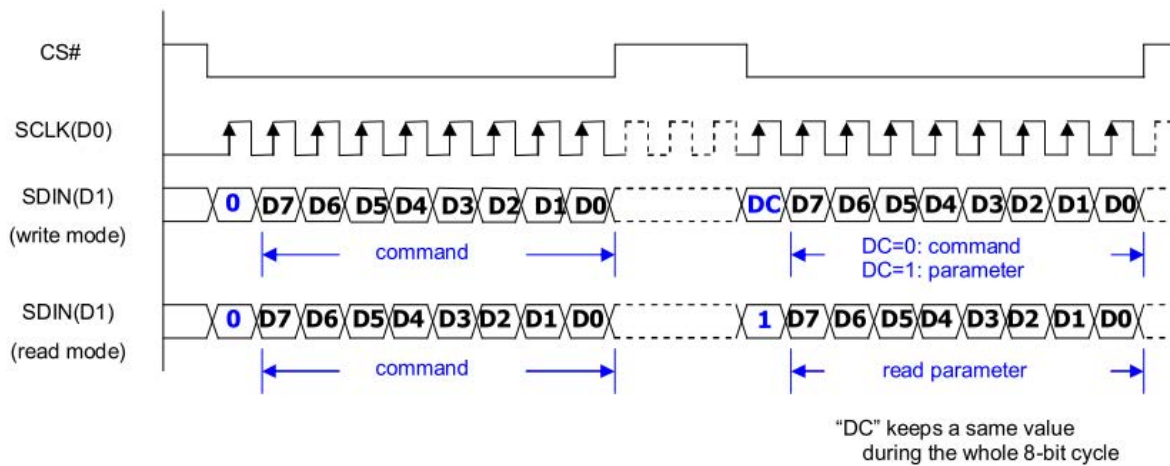 CS#
SCLK(D0)
SDIN(D1) 0 D7 D6 D5 D4 D3 D2 D1 D0 DC D7 D6 D5 D4 D3 D2 D1 D0
(write mode) command DC=0: command
DC=1: parameter
SDIN(D1) 0 D7 D6 D5 D4 D3 D2 D1 D0 1 D7 D6 D5 D4 D3 D2 D1 D0
(read mode) command read parameter
“DC” keeps a same value
during the whole 8-bit cycle